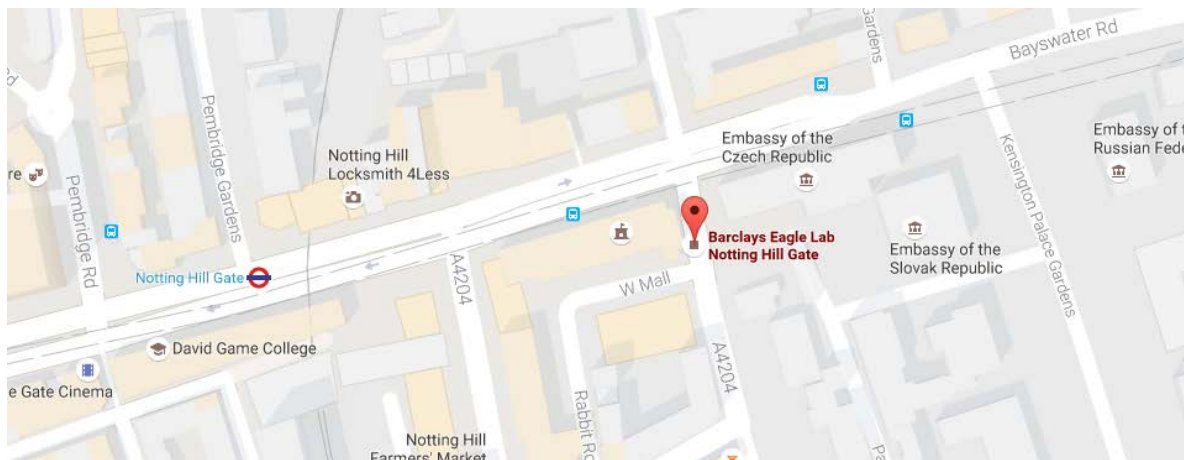 Bayswater Rd
Gardens
Pembridge Gardens
Pembridge Rd
Notting Hill
Locksmith 4Less
Embassy of the
Czech Republic
Embassy of t
Russian Fede
re
Barclays Eagle Lab
Notting Hill Gate
Embassy of the
Slovak Republic
Kensington Palace Gardens
Notting Hill Gate
A4204
W Mall
David Game College
A4204
e Gate Cinema
Rabbit Ro
Notting Hill
Farmers' Market
Pa